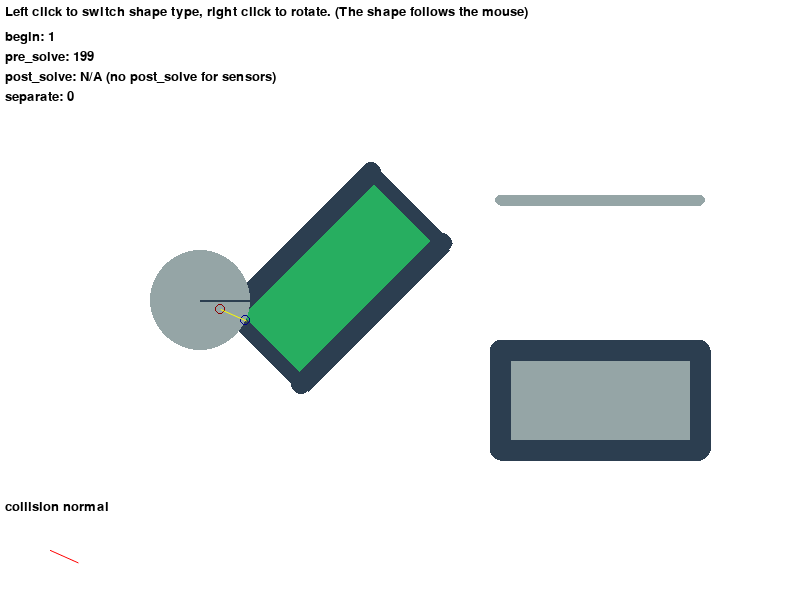 Left click to switch shape type, right click to rotate. (The shape follows the mouse)
begin: 1
pre_solve: 199
post_solve: N/A (no post_solve for sensors)
separate: 0
collision normal